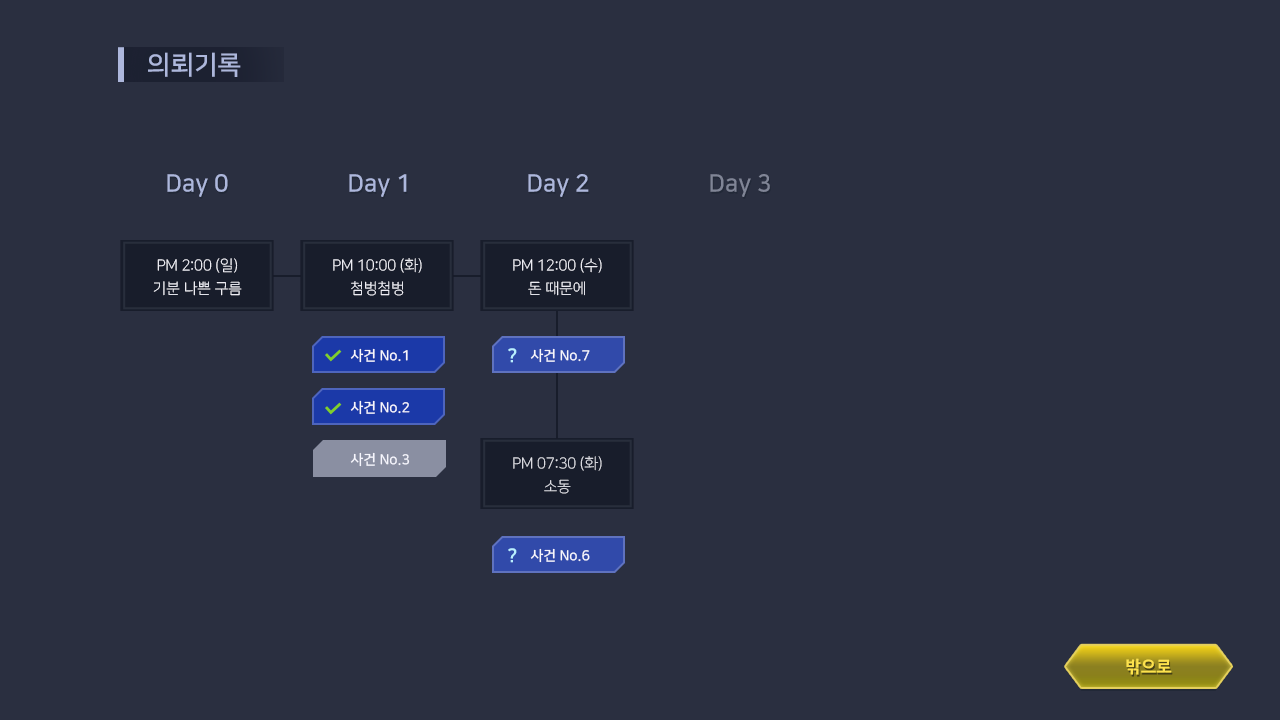 의뢰기록
Day 0
Day 1
Day 2
Day 3
PM 2:00 (일)
기분 나쁜 구름
PM 10:00 (화)
첨벙첨벙
PM 12:00 (수)
돈 때문에
✓ 사건 No.1
✓ 사건 No.2
사건 No.3
? 사건 No.7
PM 07:30 (화)
소동
? 사건 No.6
밖으로